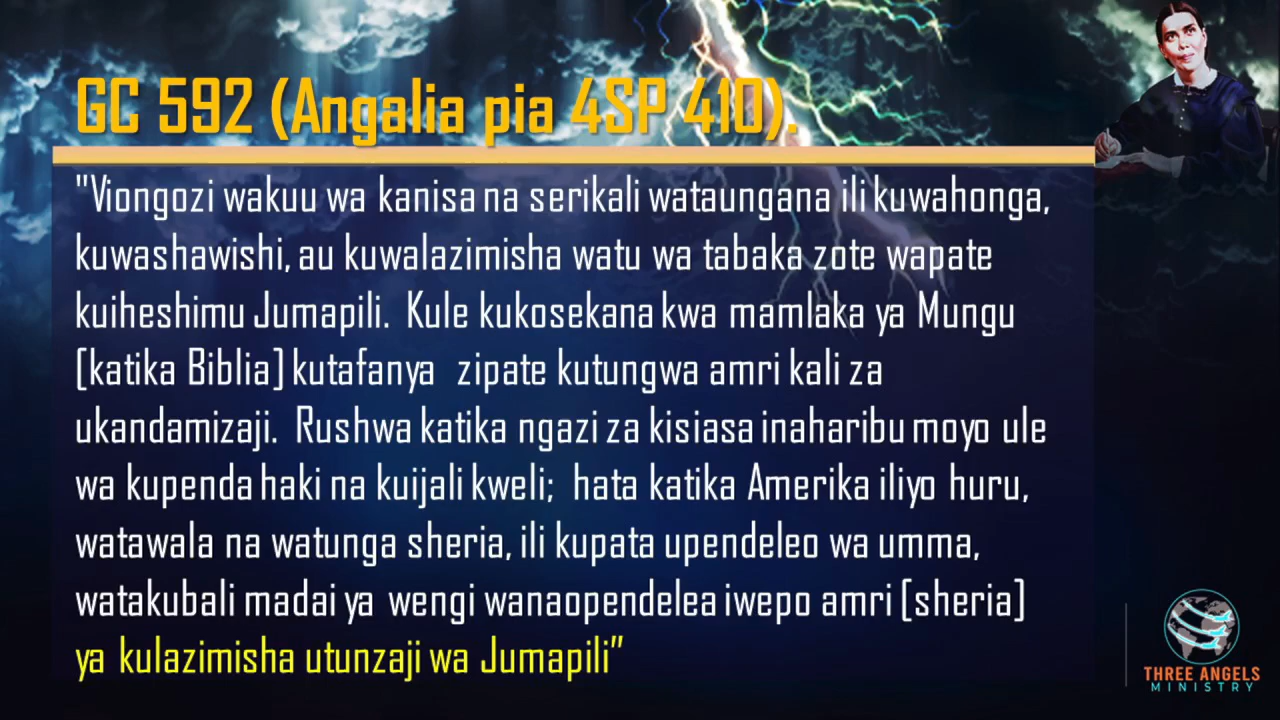 GC 592 (Angalia pia 4SP 410).
"Viongozi wakuu wa kanisa na serikali wataungana ili kuwahonga,
kuwashawishi, au kuwalazimisha watu wa tabaka zote wapate
kuiheshimu Jumapili. Kule kukosekana kwa mamlaka ya Mungu
[katika Biblia] kutafanya zipate kutungwa amri kali za
ukandamizaji. Rushwa katika ngazi za kisiasa inaharibu moyo ule
wa kupenda haki na kuijali kweli; hata katika Amerika iliyo huru,
watawala na watunga sheria, ili kupata upendeleo wa umma,
watakubali madai ya wengi wanaopendelea iwepo amri [sheria]
ya kulazimisha utunzaji wa Jumapili”
THREE ANGELS
MINISTRY